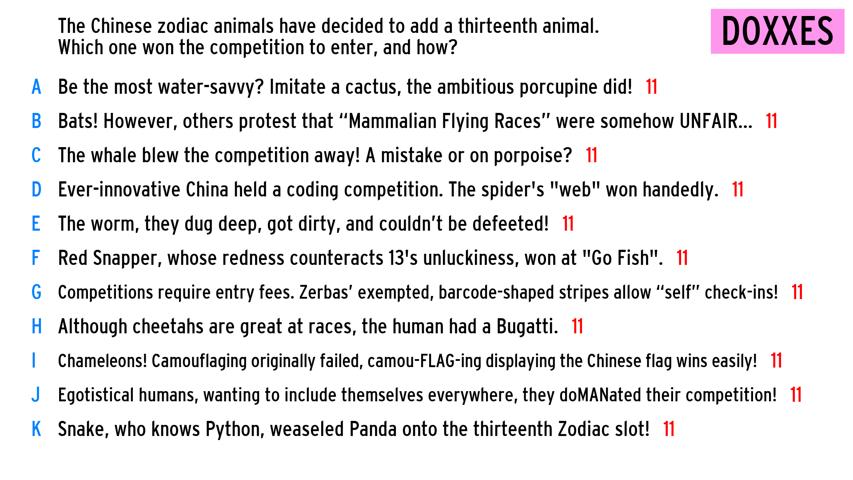 The Chinese zodiac animals have decided to add a thirteenth animal.
Which one won the competition to enter, and how?
DOXXES
A Be the most water-savvy? Imitate a cactus, the ambitious porcupine did! 11
B Bats! However, others protest that “Mammalian Flying Races” were somehow UNFAIR... 11
C The whale blew the competition away! A mistake or on porpoise? 11
D Ever-innovative China held a coding competition. The spider's "web" won handedly. 11
E The worm, they dug deep, got dirty, and couldn’t be defeeted! 11
F Red Snapper, whose redness counteracts 13's unluckiness, won at "Go Fish". 11
G Competitions require entry fees. Zerbas’ exempted, barcode-shaped stripes allow “self” check-ins! 11
H Although cheetahs are great at races, the human had a Bugatti. 11
I Chameleons! Camouflaging originally failed, camou-FLAG-ing displaying the Chinese flag wins easily! 11
J Egotistical humans, wanting to include themselves everywhere, they doMANated their competition! 11
K Snake, who knows Python, weaseled Panda onto the thirteenth Zodiac slot! 11